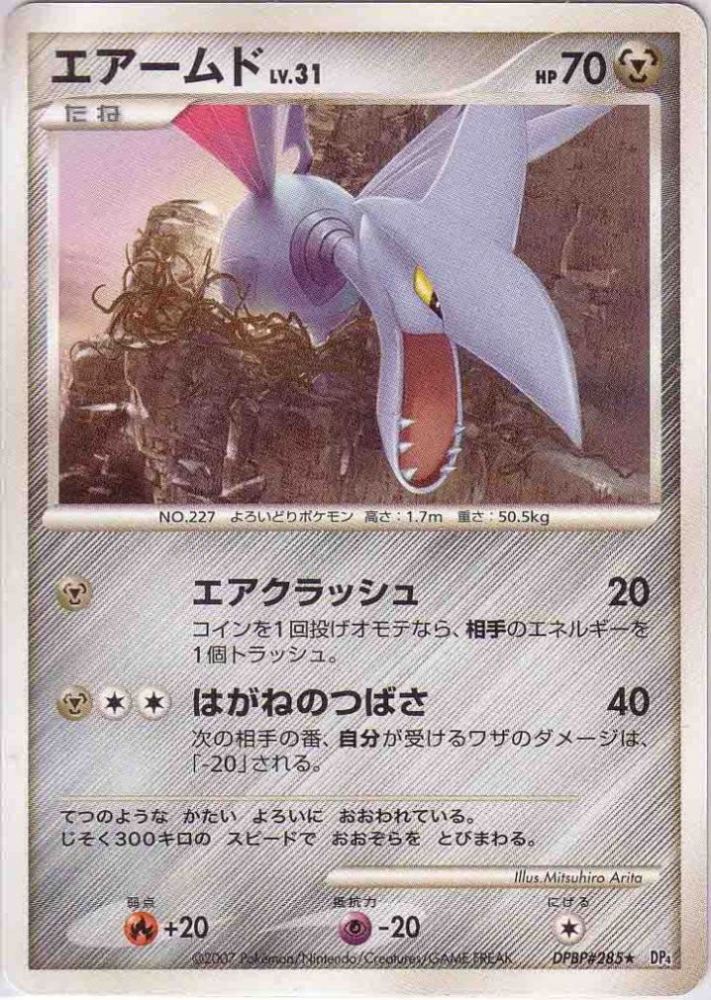 エアームド LV.31 HP70
たね
NO.227 よろいどりポケモン 高さ:1.7m 重さ:50.5kg
エアクラッシュ 20
コインを1回投げオモテなら、相手のエネルギーを
1個トラッシュ。
はがねのつばさ 40
次の相手の番、自分が受けるワザのダメージは、
「-20」される。
てつのような かたい よろいに おおわれている。
じそく300キロの スピードで おおぞらを とびまわる。
Illus.Mitsuhiro Arita
弱点 抵抗力 にげる
+20 -20
©2007 Pokémon/Nintendo/Creatures/GAME FREAK DPBP#285★ DP4